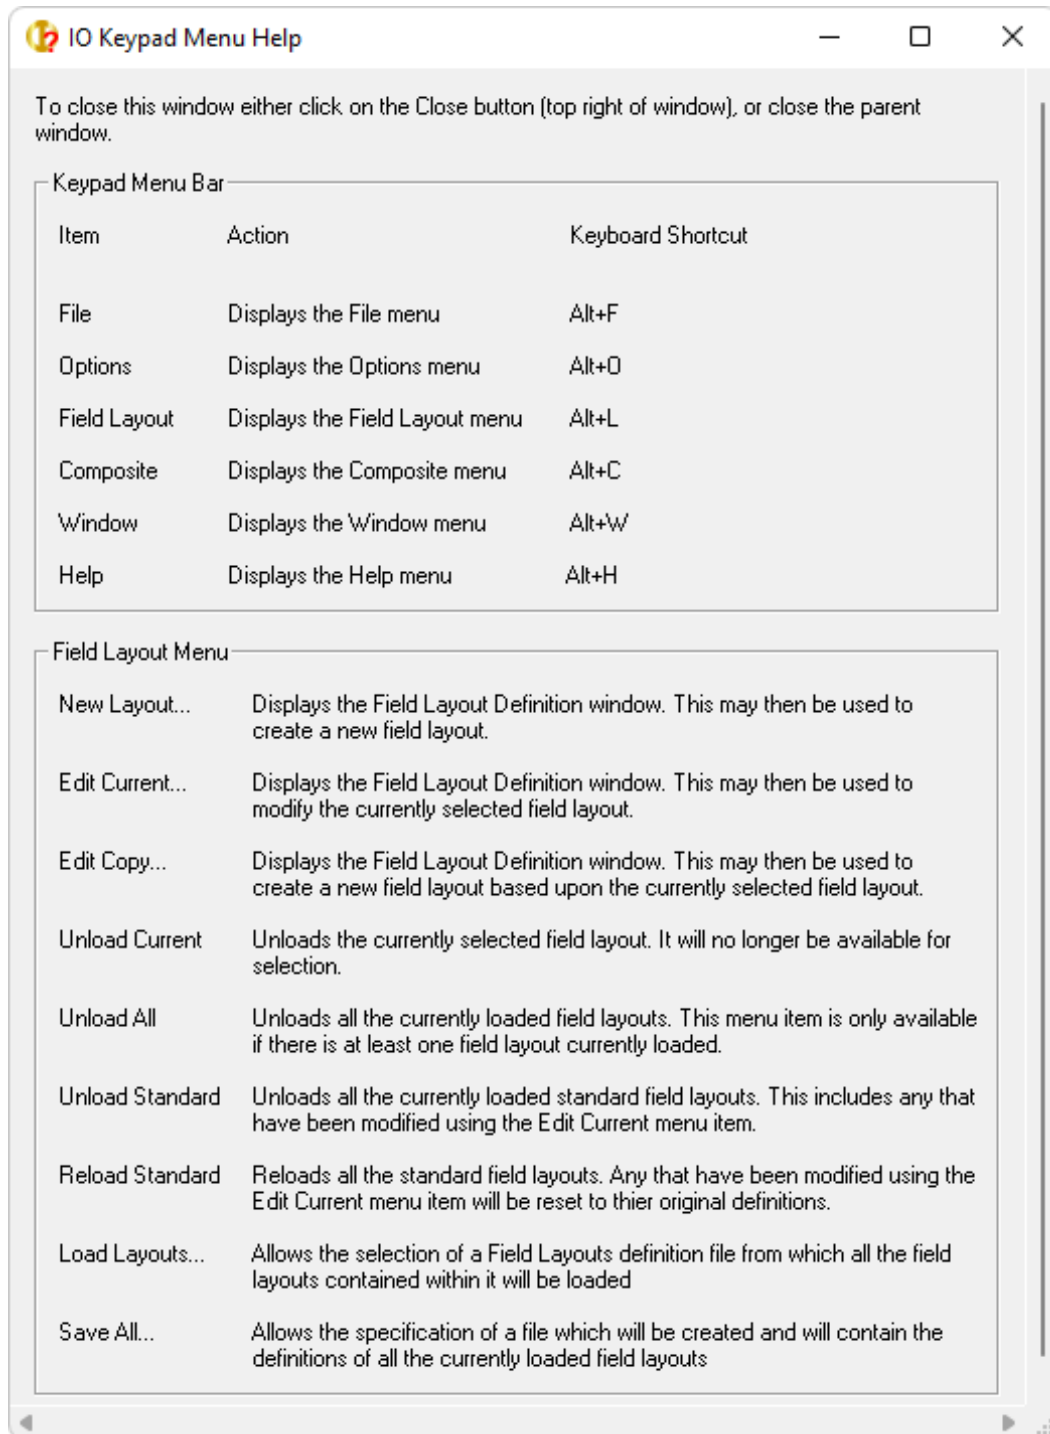 IO Keypad Menu Help
To close this window either click on the Close button (top right of window), or close the parent
window.
Keypad Menu Bar
Item Action Keyboard Shortcut
File Displays the File menu Alt+F
Options Displays the Options menu Alt+O
Field Layout Displays the Field Layout menu Alt+L
Composite Displays the Composite menu Alt+C
Window Displays the Window menu Alt+W
Help Displays the Help menu Alt+H
Field Layout Menu
New Layout... Displays the Field Layout Definition window. This may then be used to
create a new field layout.
Edit Current... Displays the Field Layout Definition window. This may then be used to
modify the currently selected field layout.
Edit Copy... Displays the Field Layout Definition window. This may then be used to
create a new field layout based upon the currently selected field layout.
Unload Current Unloads the currently selected field layout. It will no longer be available for
selection.
Unload All Unloads all the currently loaded field layouts. This menu item is only available
if there is at least one field layout currently loaded.
Unload Standard Unloads all the currently loaded standard field layouts. This includes any that
have been modified using the Edit Current menu item.
Reload Standard Reloads all the standard field layouts. Any that have been modified using the
Edit Current menu item will be reset to thier original definitions.
Load Layouts... Allows the selection of a Field Layouts definition file from which all the field
layouts contained within it will be loaded
Save All... Allows the specification of a file which will be created and will contain the
definitions of all the currently loaded field layouts